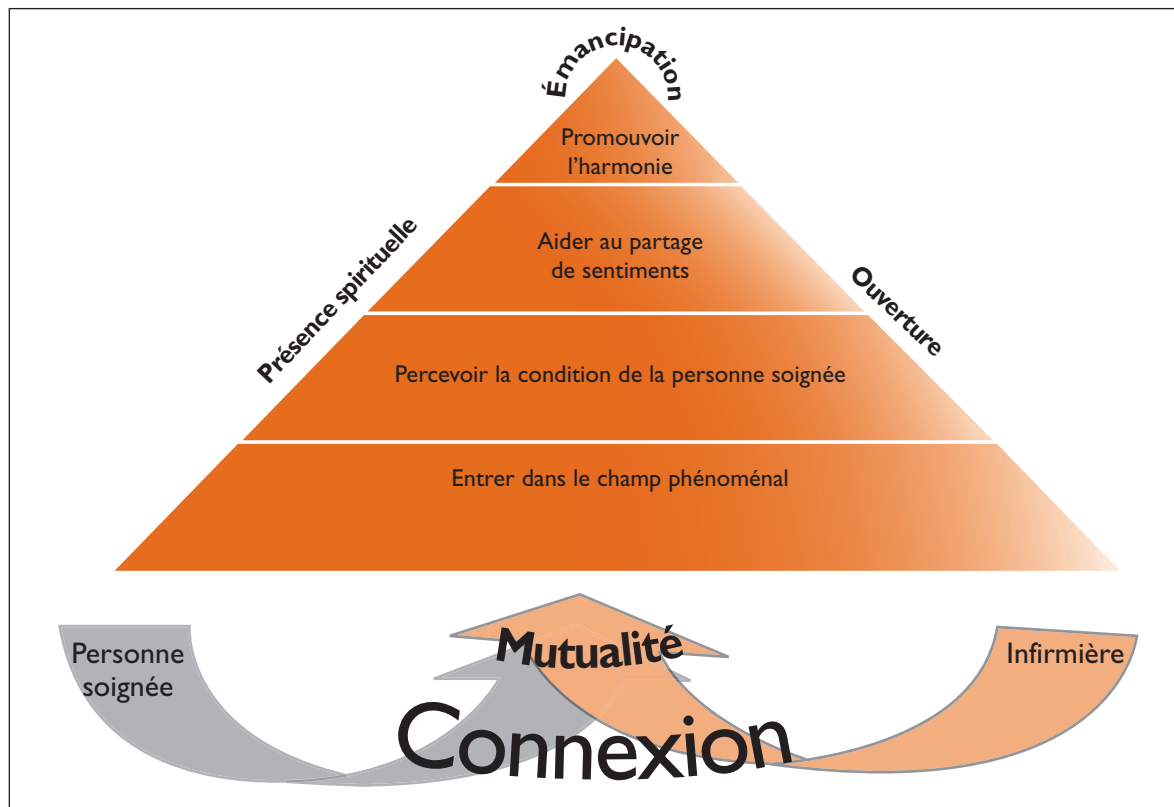 Émancipation
Promouvoir
l'harmonie
Présence spirituelle
Aider au partage
de sentiments
Ouverture
Percevoir la condition de la personne soignée
Entrer dans le champ phénoménal
Personne
soignée
Mutualité
Infirmière
Connexion